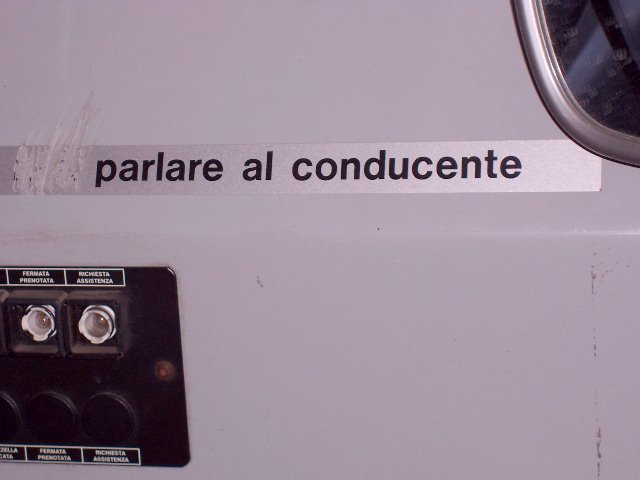 parlare al conducente
FERMATA PRENOTATA
RICHIESTA ASSISTENZA
FERMATA PRENOTATA
RICHIESTA ASSISTENZA